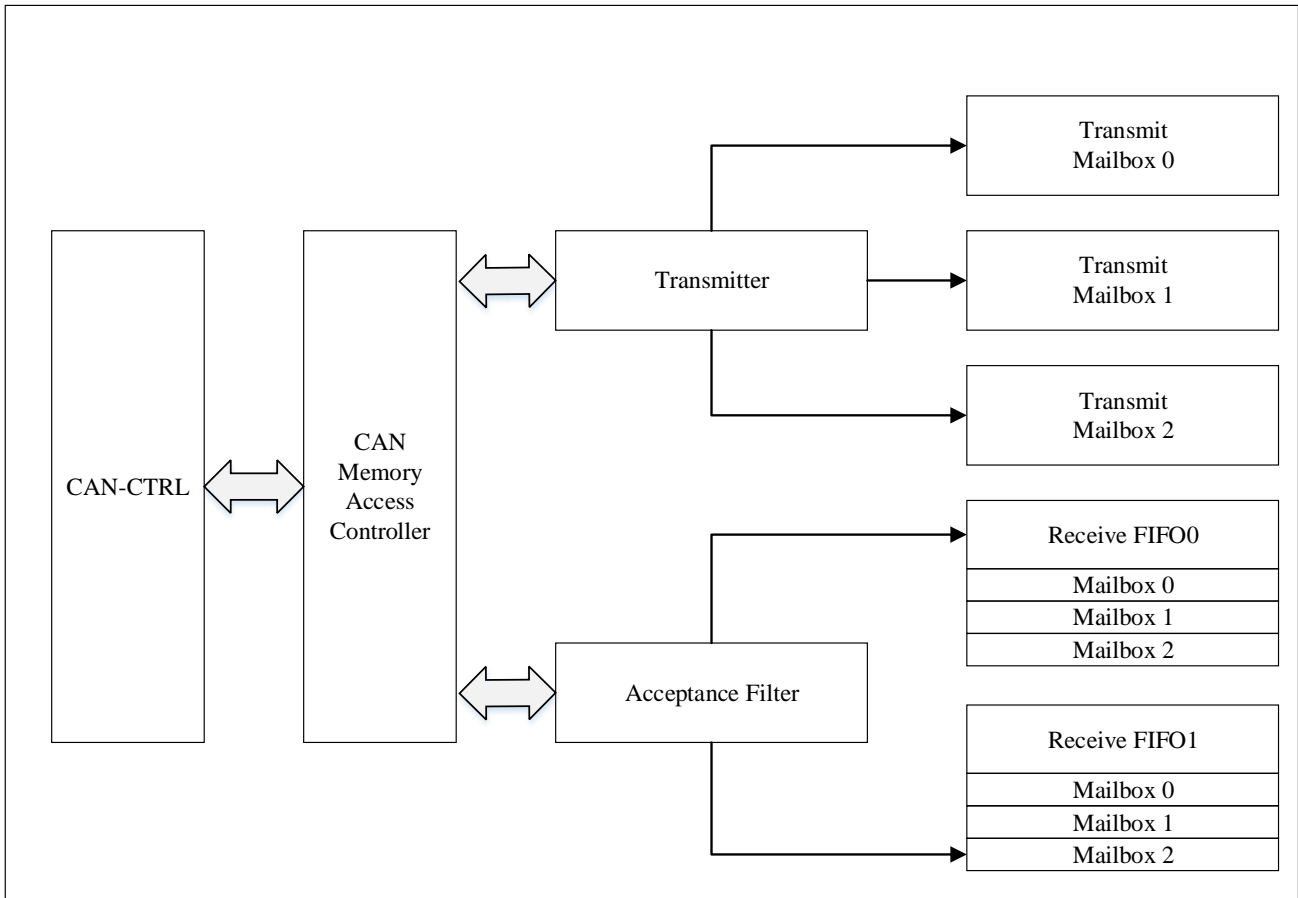 CAN-CTRL
CAN
Memory
Access
Controller
Transmitter
Acceptance Filter
Transmit
Mailbox 0
Transmit
Mailbox 1
Transmit
Mailbox 2
Receive FIFO0
Mailbox 0
Mailbox 1
Mailbox 2
Receive FIFO1
Mailbox 0
Mailbox 1
Mailbox 2